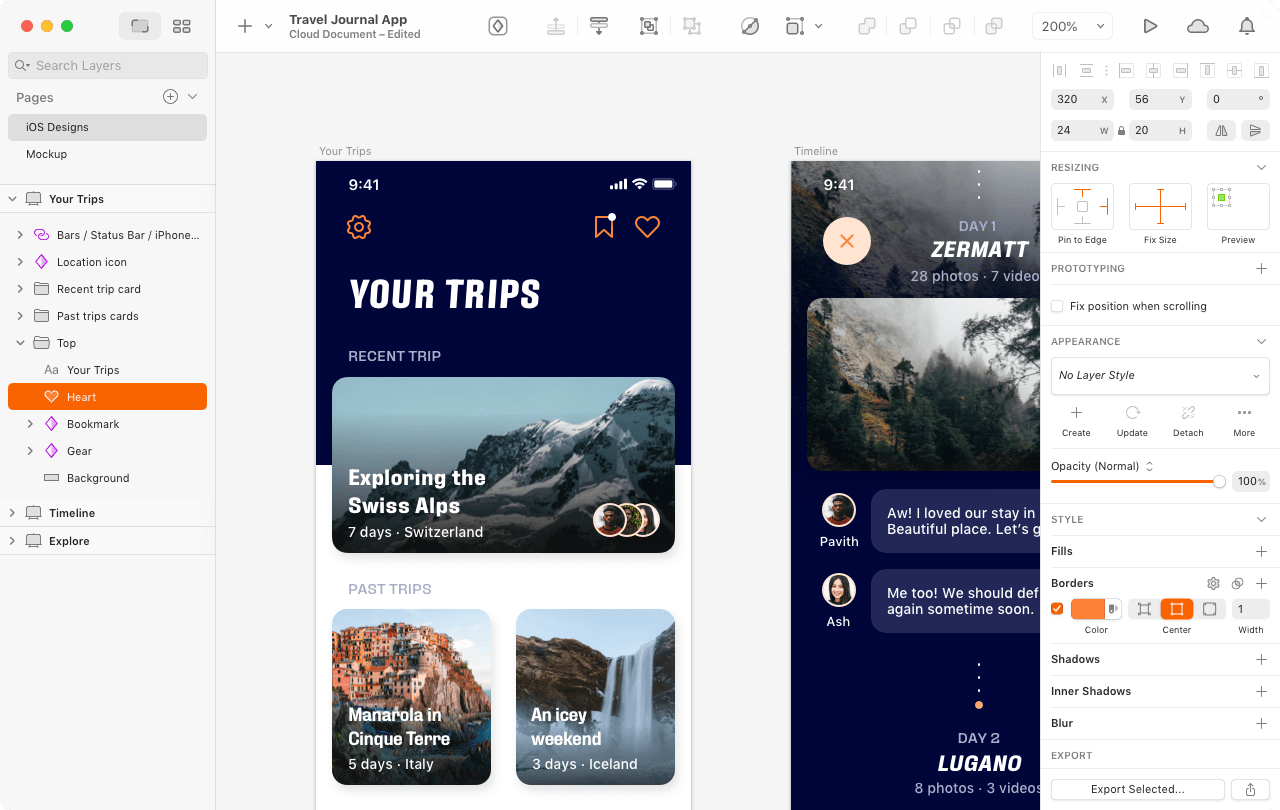 Travel Journal App
Cloud Document – Edited
200%
Search Layers
Pages
iOS Designs
Mockup
Your Trips
Bars / Status Bar / iPhone...
Location icon
Recent trip card
Past trips cards
Top
Aa Your Trips
Heart
Bookmark
Gear
Background
Timeline
Explore
Your Trips
9:41
YOUR TRIPS
RECENT TRIP
Exploring the
Swiss Alps
7 days · Switzerland
PAST TRIPS
Manarola in
Cinque Terre
5 days · Italy
An icey
weekend
3 days · Iceland
Timeline
9:41
DAY 1
ZERMATT
28 photos · 7 video
Aw! I loved our stay in
Beautiful place. Let's g
Pavith
Me too! We should def
again sometime soon.
Ash
DAY 2
LUGANO
8 photos · 3 videos
320 X 56 Y 0 °
24 W 20 H
RESIZING
Pin to Edge Fix Size Preview
PROTOTYPING
Fix position when scrolling
APPEARANCE
No Layer Style
Create Update Detach More
Opacity (Normal)
100%
STYLE
Fills
Borders
1
Color Center Width
Shadows
Inner Shadows
Blur
EXPORT
Export Selected...